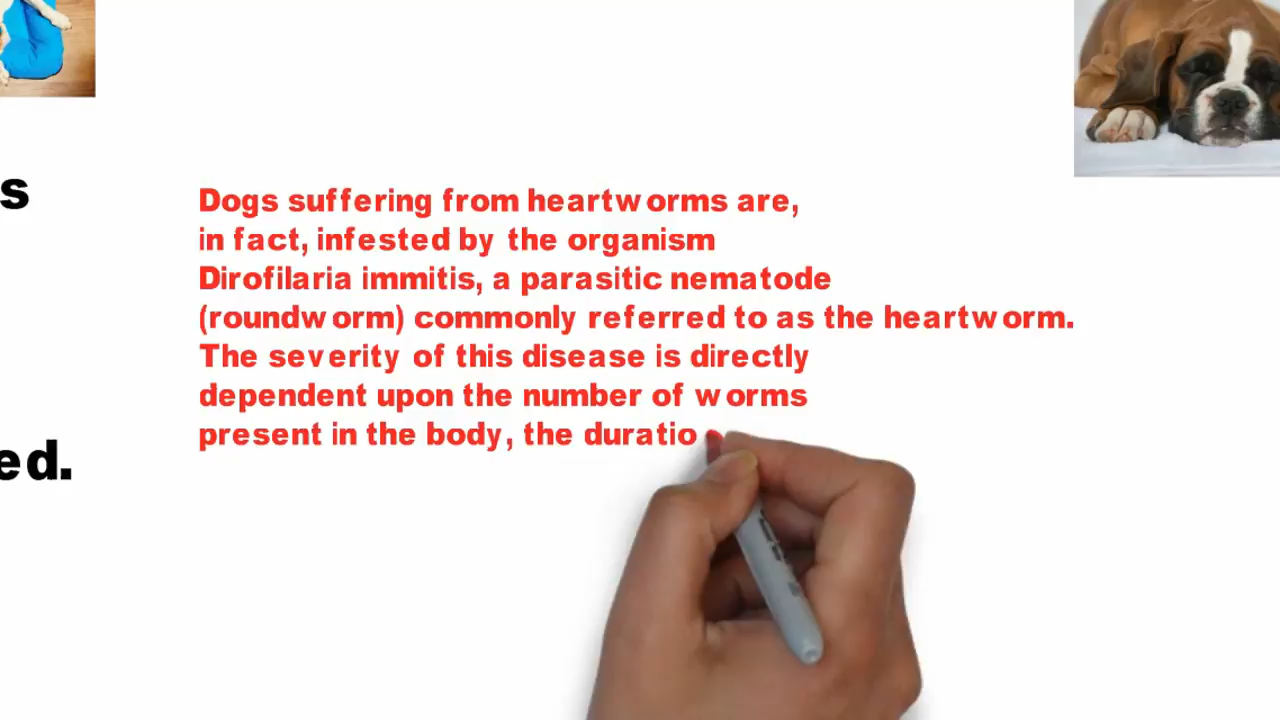 s
ed.
Dogs suffering from heartworms are,
in fact, infested by the organism
Dirofilaria immitis, a parasitic nematode
(roundworm) commonly referred to as the heartworm.
The severity of this disease is directly
dependent upon the number of worms
present in the body, the duratio